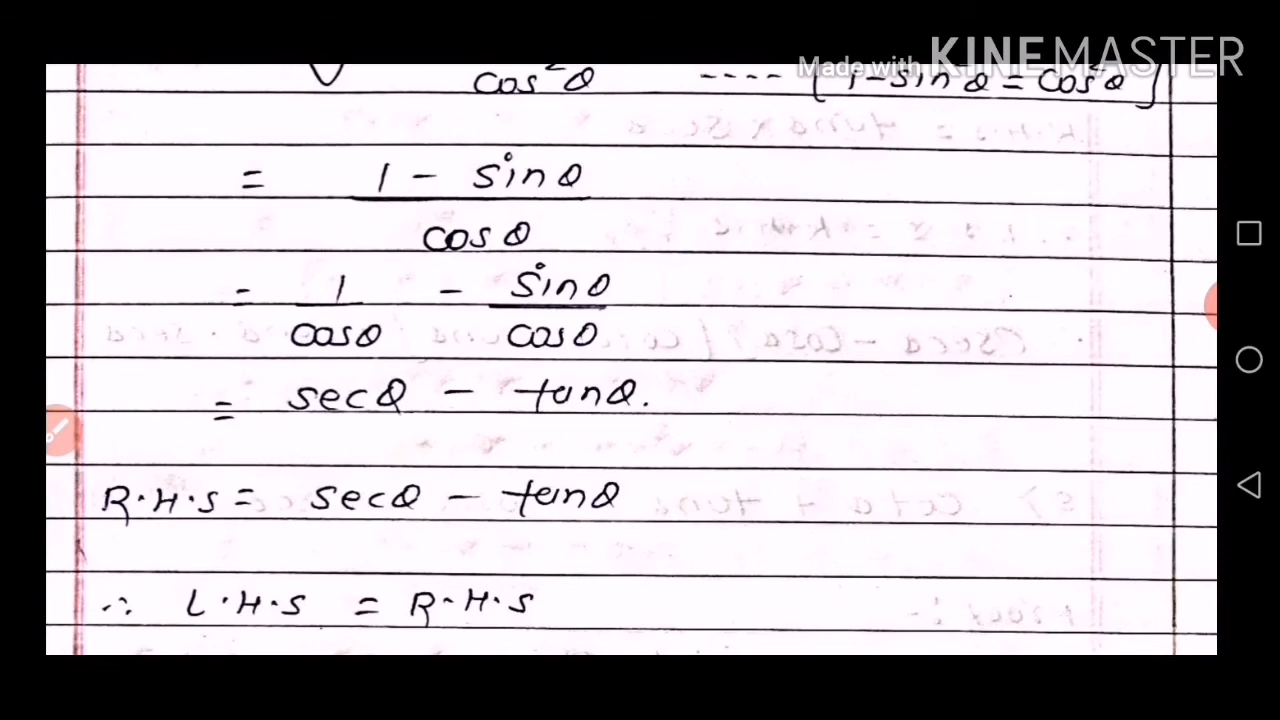 Made with KINEMASTER
cos²θ ---- [1-sin²θ = cos²θ]
= 1 - sinθ
cosθ
= 1 - sinθ
cosθ cosθ
= secθ - tanθ.
R.H.S = secθ - tanθ
∴ L.H.S = R.H.S